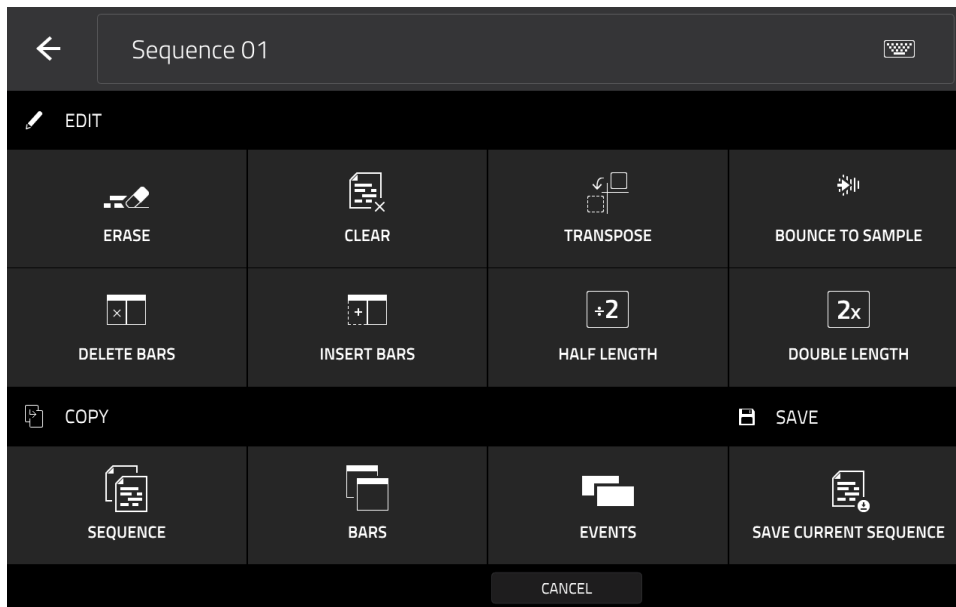 Sequence 01
EDIT
ERASE
CLEAR
TRANSPOSE
BOUNCE TO SAMPLE
÷2
2x
DELETE BARS
INSERT BARS
HALF LENGTH
DOUBLE LENGTH
COPY
SAVE
SEQUENCE
BARS
EVENTS
SAVE CURRENT SEQUENCE
CANCEL